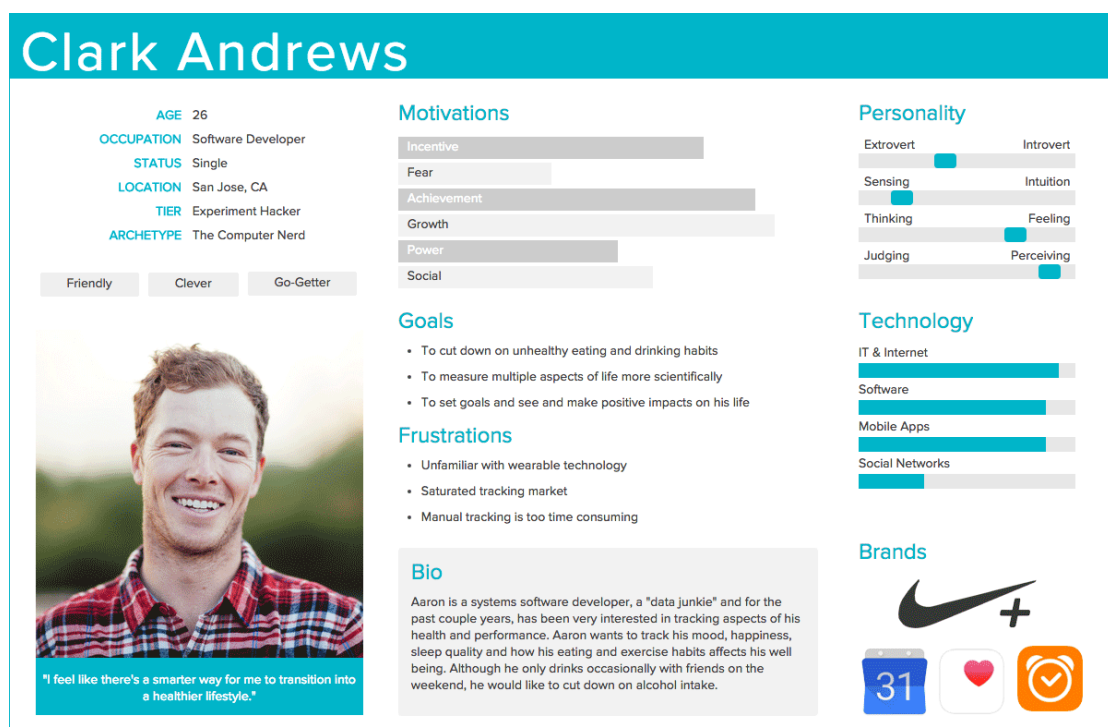 Clark Andrews
AGE 26
OCCUPATION Software Developer
STATUS Single
LOCATION San Jose, CA
TIER Experiment Hacker
ARCHETYPE The Computer Nerd
Friendly Clever Go-Getter
"I feel like there's a smarter way for me to transition into
a healthier lifestyle."
Motivations
Incentive
Fear
Achievement
Growth
Power
Social
Goals
• To cut down on unhealthy eating and drinking habits
• To measure multiple aspects of life more scientifically
• To set goals and see and make positive impacts on his life
Frustrations
• Unfamiliar with wearable technology
• Saturated tracking market
• Manual tracking is too time consuming
Bio
Aaron is a systems software developer, a "data junkie" and for the
past couple years, has been very interested in tracking aspects of his
health and performance. Aaron wants to track his mood, happiness,
sleep quality and how his eating and exercise habits affects his well
being. Although he only drinks occasionally with friends on the
weekend, he would like to cut down on alcohol intake.
Personality
Extrovert Introvert
Sensing Intuition
Thinking Feeling
Judging Perceiving
Technology
IT & Internet
Software
Mobile Apps
Social Networks
Brands
+
31